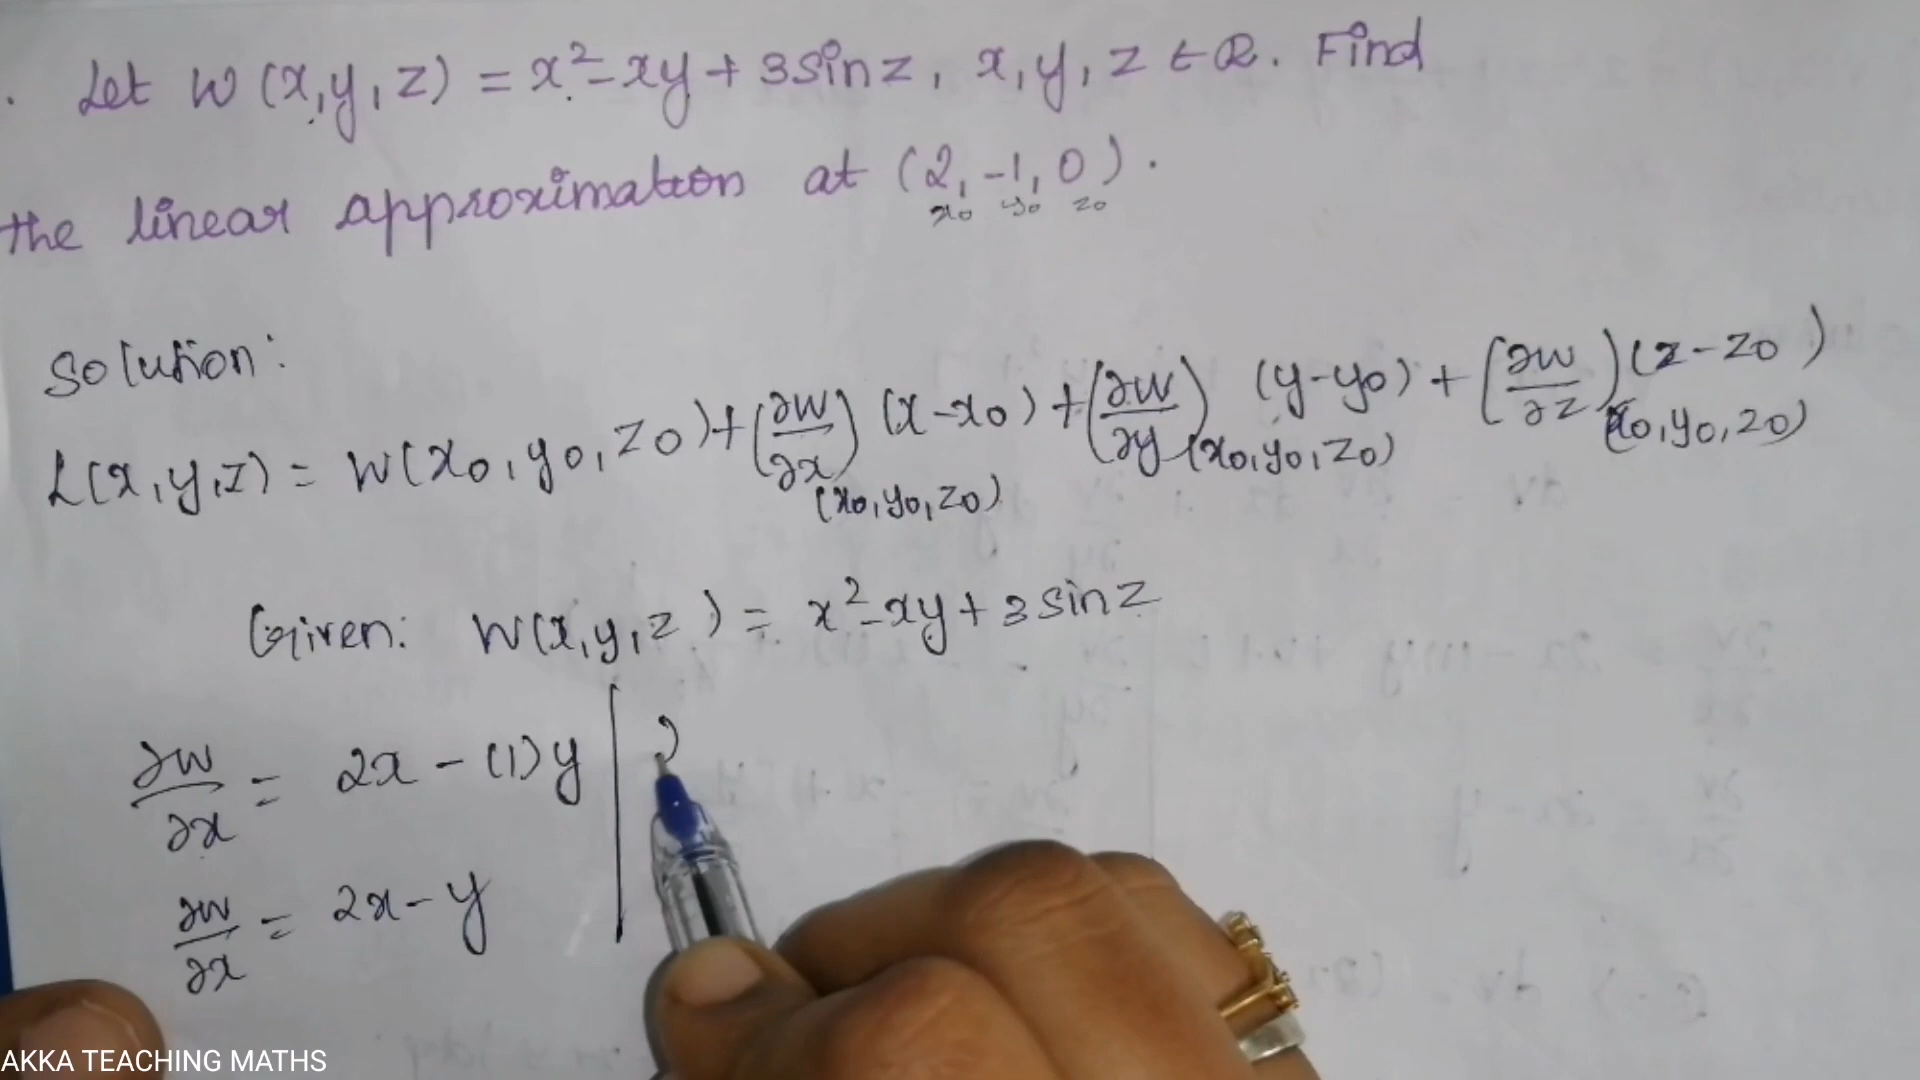 . Let W(x,y,z) = x²-xy+3sinz, x,y,z ∈ R. Find
the linear approximation at (2,-1,0).
x₀ y₀ z₀
Solution:
L(x,y,z) = W(x₀,y₀,z₀)+(∂w/∂x)(x₀,y₀,z₀) (x-x₀) +(∂w/∂y)(x₀,y₀,z₀) (y-y₀) + (∂w/∂z)(x₀,y₀,z₀) (z-z₀)
Given: W(x,y,z) = x²-xy+3sinz
∂w/∂x = 2x-(1)y
∂w/∂x = 2x-y
AKKA TEACHING MATHS